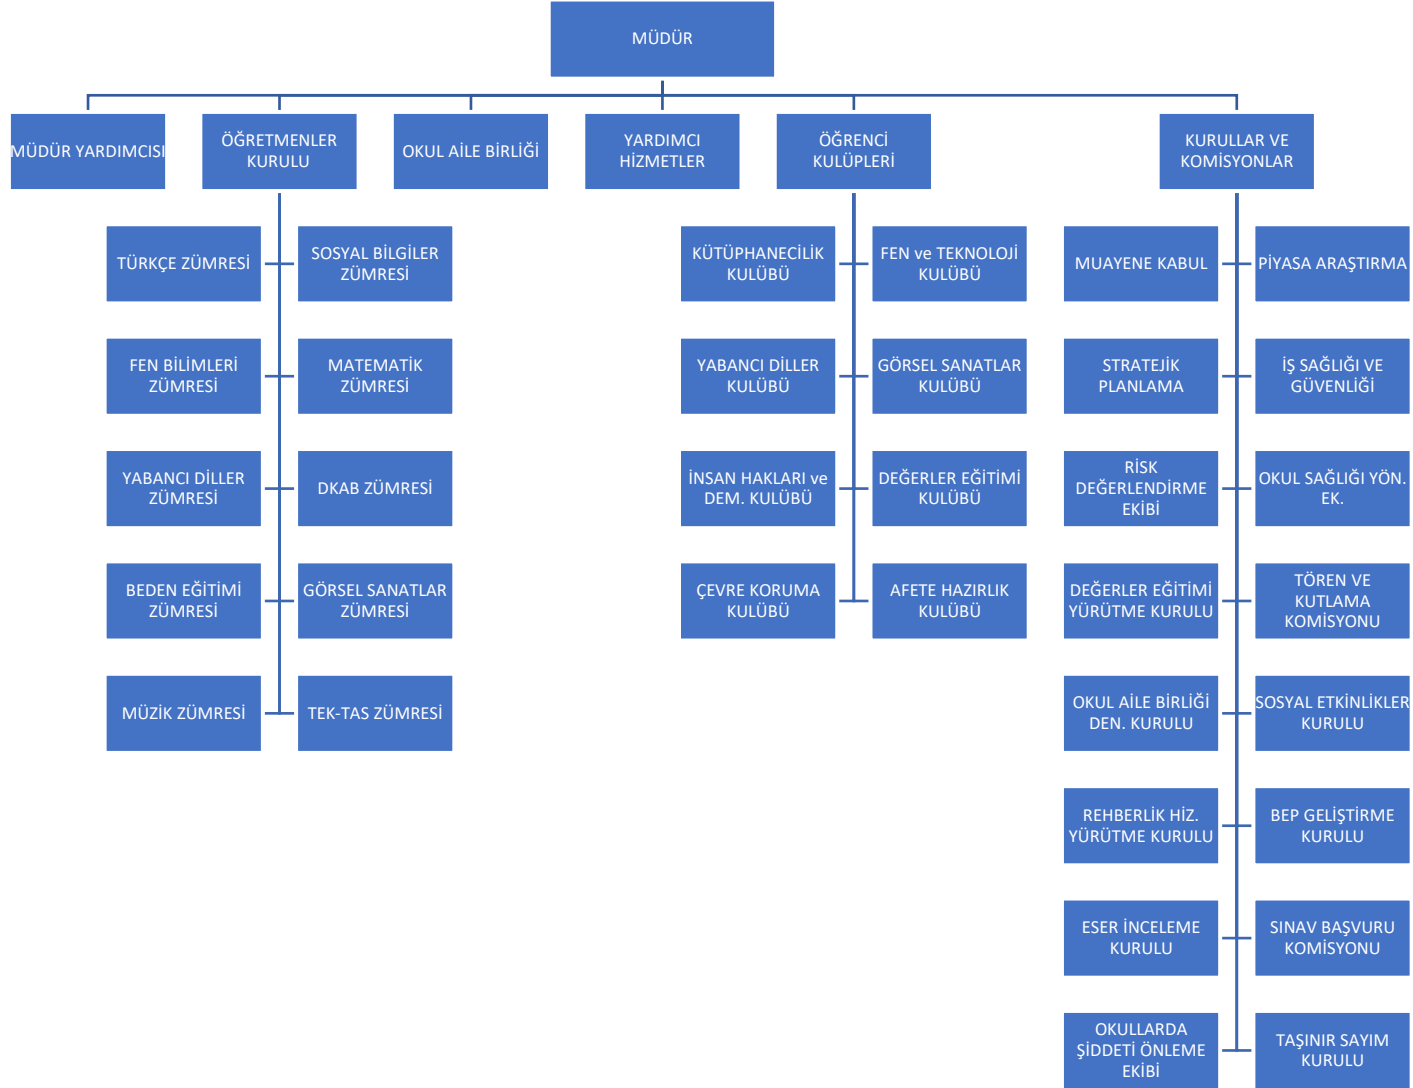 MÜDÜR
MÜDÜR YARDIMCISI
ÖĞRETMENLER
KURULU
OKUL AİLE BİRLİĞİ
YARDIMCI
HİZMETLER
ÖĞRENCİ
KULÜPLERİ
KURULLAR VE
KOMİSYONLAR
TÜRKÇE ZÜMRESİ
SOSYAL BİLGİLER
ZÜMRESİ
FEN BİLİMLERİ
ZÜMRESİ
MATEMATİK
ZÜMRESİ
YABANCI DİLLER
ZÜMRESİ
DKAB ZÜMRESİ
BEDEN EĞİTİMİ
ZÜMRESİ
GÖRSEL SANATLAR
ZÜMRESİ
MÜZİK ZÜMRESİ
TEK-TAS ZÜMRESİ
KÜTÜPHANECİLİK
KULÜBÜ
FEN ve TEKNOLOJİ
KULÜBÜ
YABANCI DİLLER
KULÜBÜ
GÖRSEL SANATLAR
KULÜBÜ
İNSAN HAKLARI ve
DEM. KULÜBÜ
DEĞERLER EĞİTİMİ
KULÜBÜ
ÇEVRE KORUMA
KULÜBÜ
AFETE HAZIRLIK
KULÜBÜ
MUAYENE KABUL
PİYASA ARAŞTIRMA
STRATEJİK
PLANLAMA
İŞ SAĞLIĞI VE
GÜVENLİĞİ
RİSK
DEĞERLENDİRME
EKİBİ
OKUL SAĞLIĞI YÖN.
EK.
DEĞERLER EĞİTİMİ
YÜRÜTME KURULU
TÖREN VE
KUTLAMA
KOMİSYONU
OKUL AİLE BİRLİĞİ
DEN. KURULU
SOSYAL ETKİNLİKLER
KURULU
REHBERLİK HİZ.
YÜRÜTME KURULU
BEP GELİŞTİRME
KURULU
ESER İNCELEME
KURULU
SINAV BAŞVURU
KOMİSYONU
OKULLARDA
ŞİDDETİ ÖNLEME
EKİBİ
TAŞINIR SAYIM
KURULU